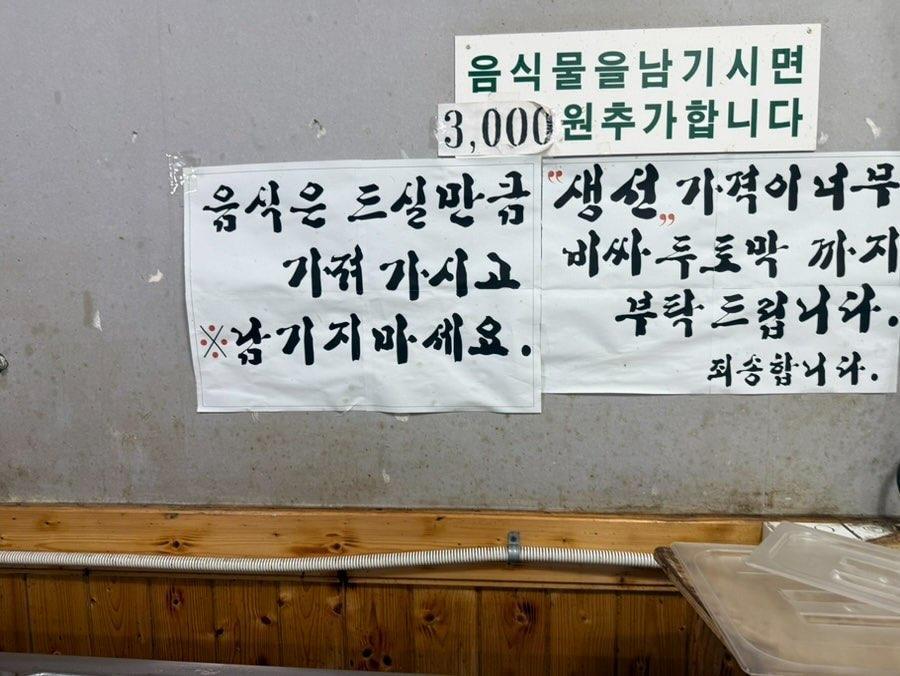 음식물을남기시면
3,000원추가합니다
음식은 드실만큼
가져 가시고
※남기지마세요.
"생선" 가격이너무
비싸 두토막 까지
부탁드립니다.
죄송합니다.